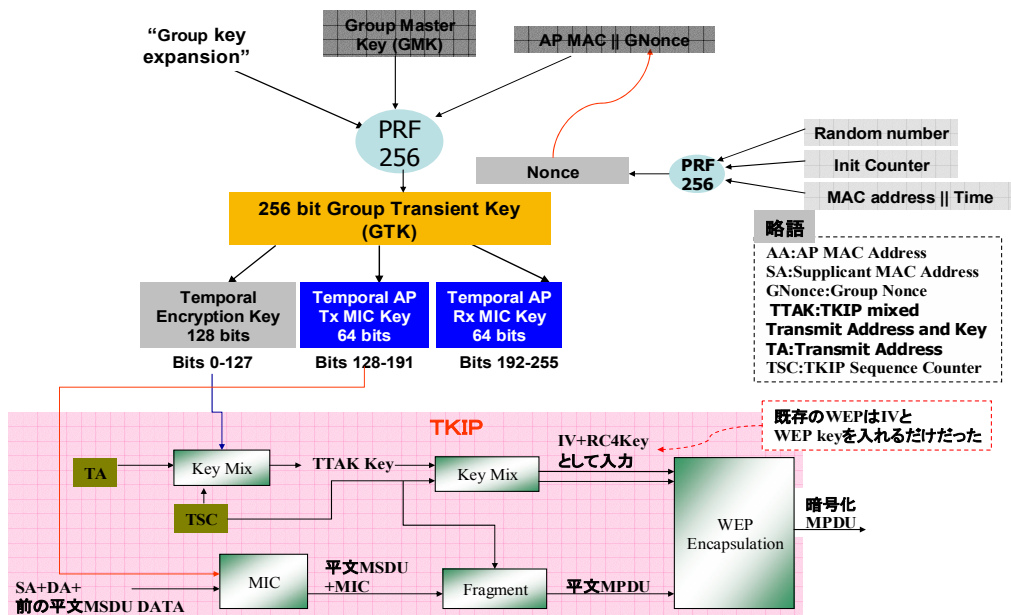 “Group key
expansion”
Group Master
Key (GMK)
AP MAC || GNonce
PRF
256
Nonce
PRF
256
Random number
Init Counter
MAC address || Time
256 bit Group Transient Key
(GTK)
略語
AA:AP MAC Address
SA:Supplicant MAC Address
GNonce:Group Nonce
TTAK:TKIP mixed
Transmit Address and Key
TA:Transmit Address
TSC:TKIP Sequence Counter
Temporal
Encryption Key
128 bits
Temporal AP
Tx MIC Key
64 bits
Temporal AP
Rx MIC Key
64 bits
Bits 0-127
Bits 128-191
Bits 192-255
TKIP
既存のWEPはIVと
WEP keyを入れるだけだった
TA
Key Mix
TTAK Key
Key Mix
IV+RC4Key
として入力
TSC
WEP
Encapsulation
暗号化
MPDU
SA+DA+
前の平文MSDU DATA
MIC
平文MSDU
+MIC
Fragment
平文MPDU